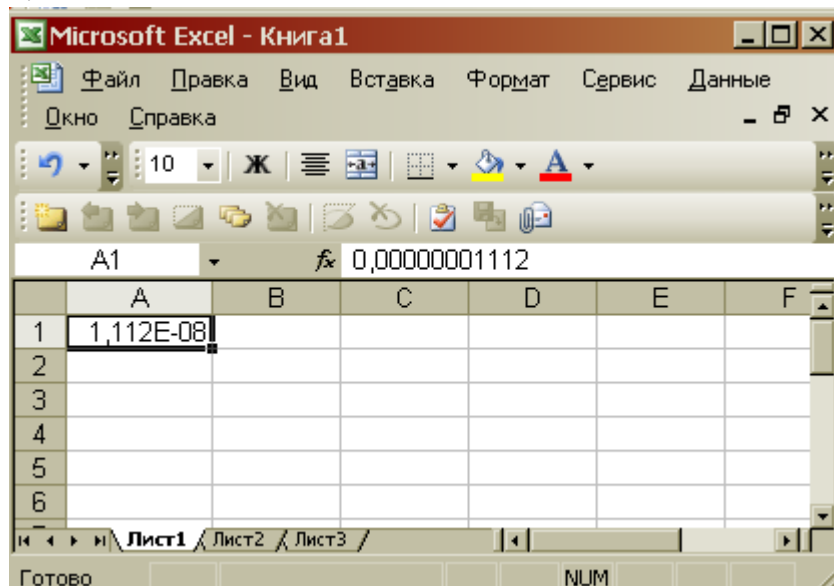 Microsoft Excel - Книга1
Файл Правка Вид Вставка Формат Сервис Данные
Окно Справка
10 Ж А
A1 fx 0,00000001112
A B C D E F
1 1,112E-08
2
3
4
5
6
Лист1 Лист2 Лист3
Готово NUM